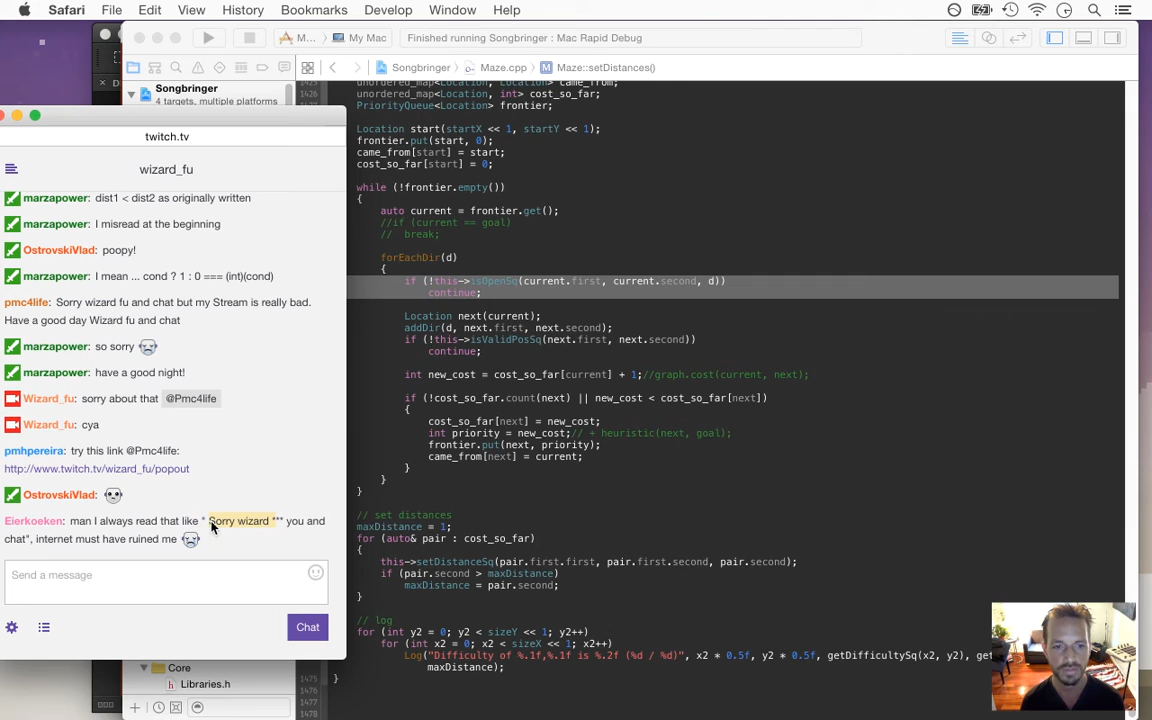 Safari File Edit View History Bookmarks Develop Window Help
M... My Mac
Finished running Songbringer : Mac Rapid Debug
Songbringer Maze.cpp Maze::setDistances()
Songbringer
4 targets, multiple platforms
1425
1426
unordered_map<Location, Location> came_from;
unordered_map<Location, int> cost_so_far;
PriorityQueue<Location> frontier;
Location start(startX << 1, startY << 1);
frontier.put(start, 0);
came_from[start] = start;
cost_so_far[start] = 0;
while (!frontier.empty())
{
auto current = frontier.get();
//if (current == goal)
//  break;
forEachDir(d)
{
if (!this->isOpenSq(current.first, current.second, d))
continue;
Location next(current);
addDir(d, next.first, next.second);
if (!this->isValidPosSq(next.first, next.second))
continue;
int new_cost = cost_so_far[current] + 1;//graph.cost(current, next);
if (!cost_so_far.count(next) || new_cost < cost_so_far[next])
{
cost_so_far[next] = new_cost;
int priority = new_cost;// + heuristic(next, goal);
frontier.put(next, priority);
came_from[next] = current;
}
}
}
// set distances
maxDistance = 1;
for (auto& pair : cost_so_far)
{
this->setDistanceSq(pair.first.first, pair.first.second, pair.second);
if (pair.second > maxDistance)
maxDistance = pair.second;
}
// log
for (int y2 = 0; y2 < sizeY << 1; y2++)
for (int x2 = 0; x2 < sizeX << 1; x2++)
Log("Difficulty of %.1f,%.1f is %.2f (%d / %d)", x2 * 0.5f, y2 * 0.5f, getDifficultySq(x2, y2), get
maxDistance);
}
1475
1476
1477
1478
twitch.tv
wizard_fu
marzapower: dist1 < dist2 as originally written
marzapower: I misread at the beginning
OstrovskiVlad: poopy!
marzapower: I mean ... cond ? 1 : 0 === (int)(cond)
pmc4life: Sorry wizard fu and chat but my Stream is really bad.
Have a good day Wizard fu and chat
marzapower: so sorry
marzapower: have a good night!
Wizard_fu: sorry about that @Pmc4life
Wizard_fu: cya
pmhpereira: try this link @Pmc4life:
http://www.twitch.tv/wizard_fu/popout
OstrovskiVlad:
Eierkoeken: man I always read that like " Sorry wizard *** you and
chat", internet must have ruined me
Send a message
Chat
Core
Libraries.h